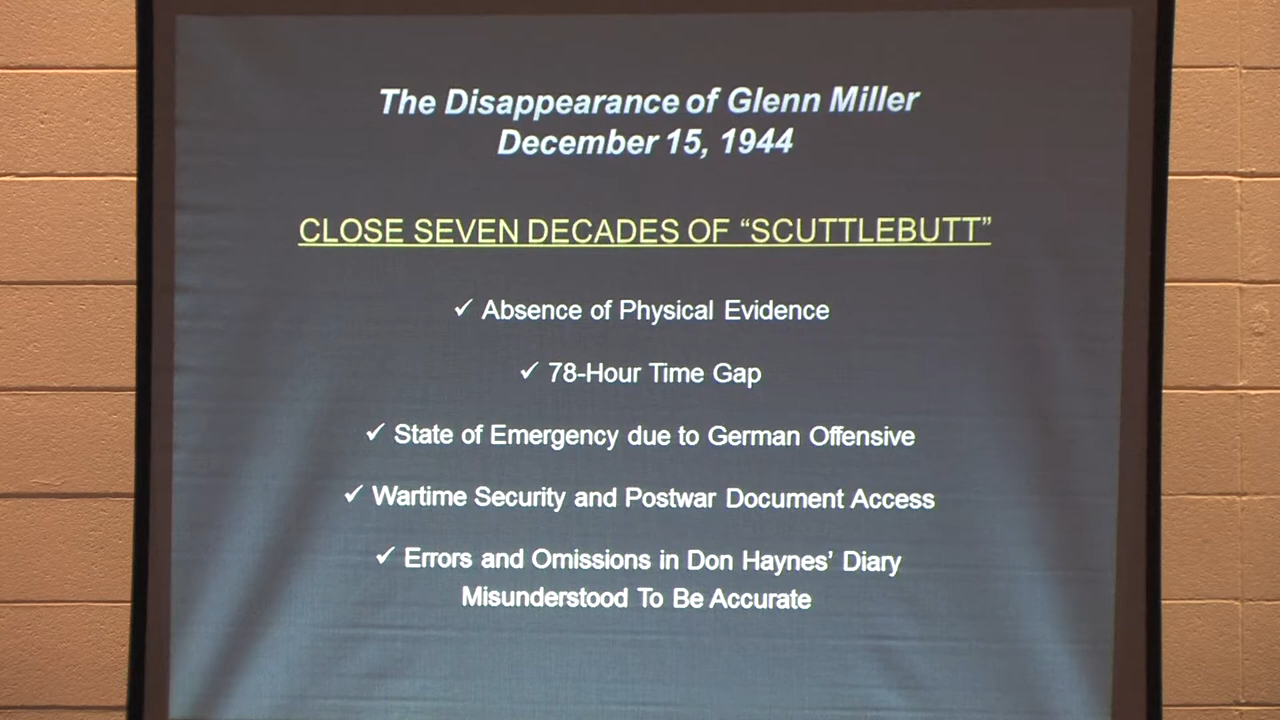 The Disappearance of Glenn Miller
December 15, 1944
CLOSE SEVEN DECADES OF “SCUTTLEBUTT”
✓ Absence of Physical Evidence
✓ 78-Hour Time Gap
✓ State of Emergency due to German Offensive
✓ Wartime Security and Postwar Document Access
✓ Errors and Omissions in Don Haynes’ Diary
Misunderstood To Be Accurate